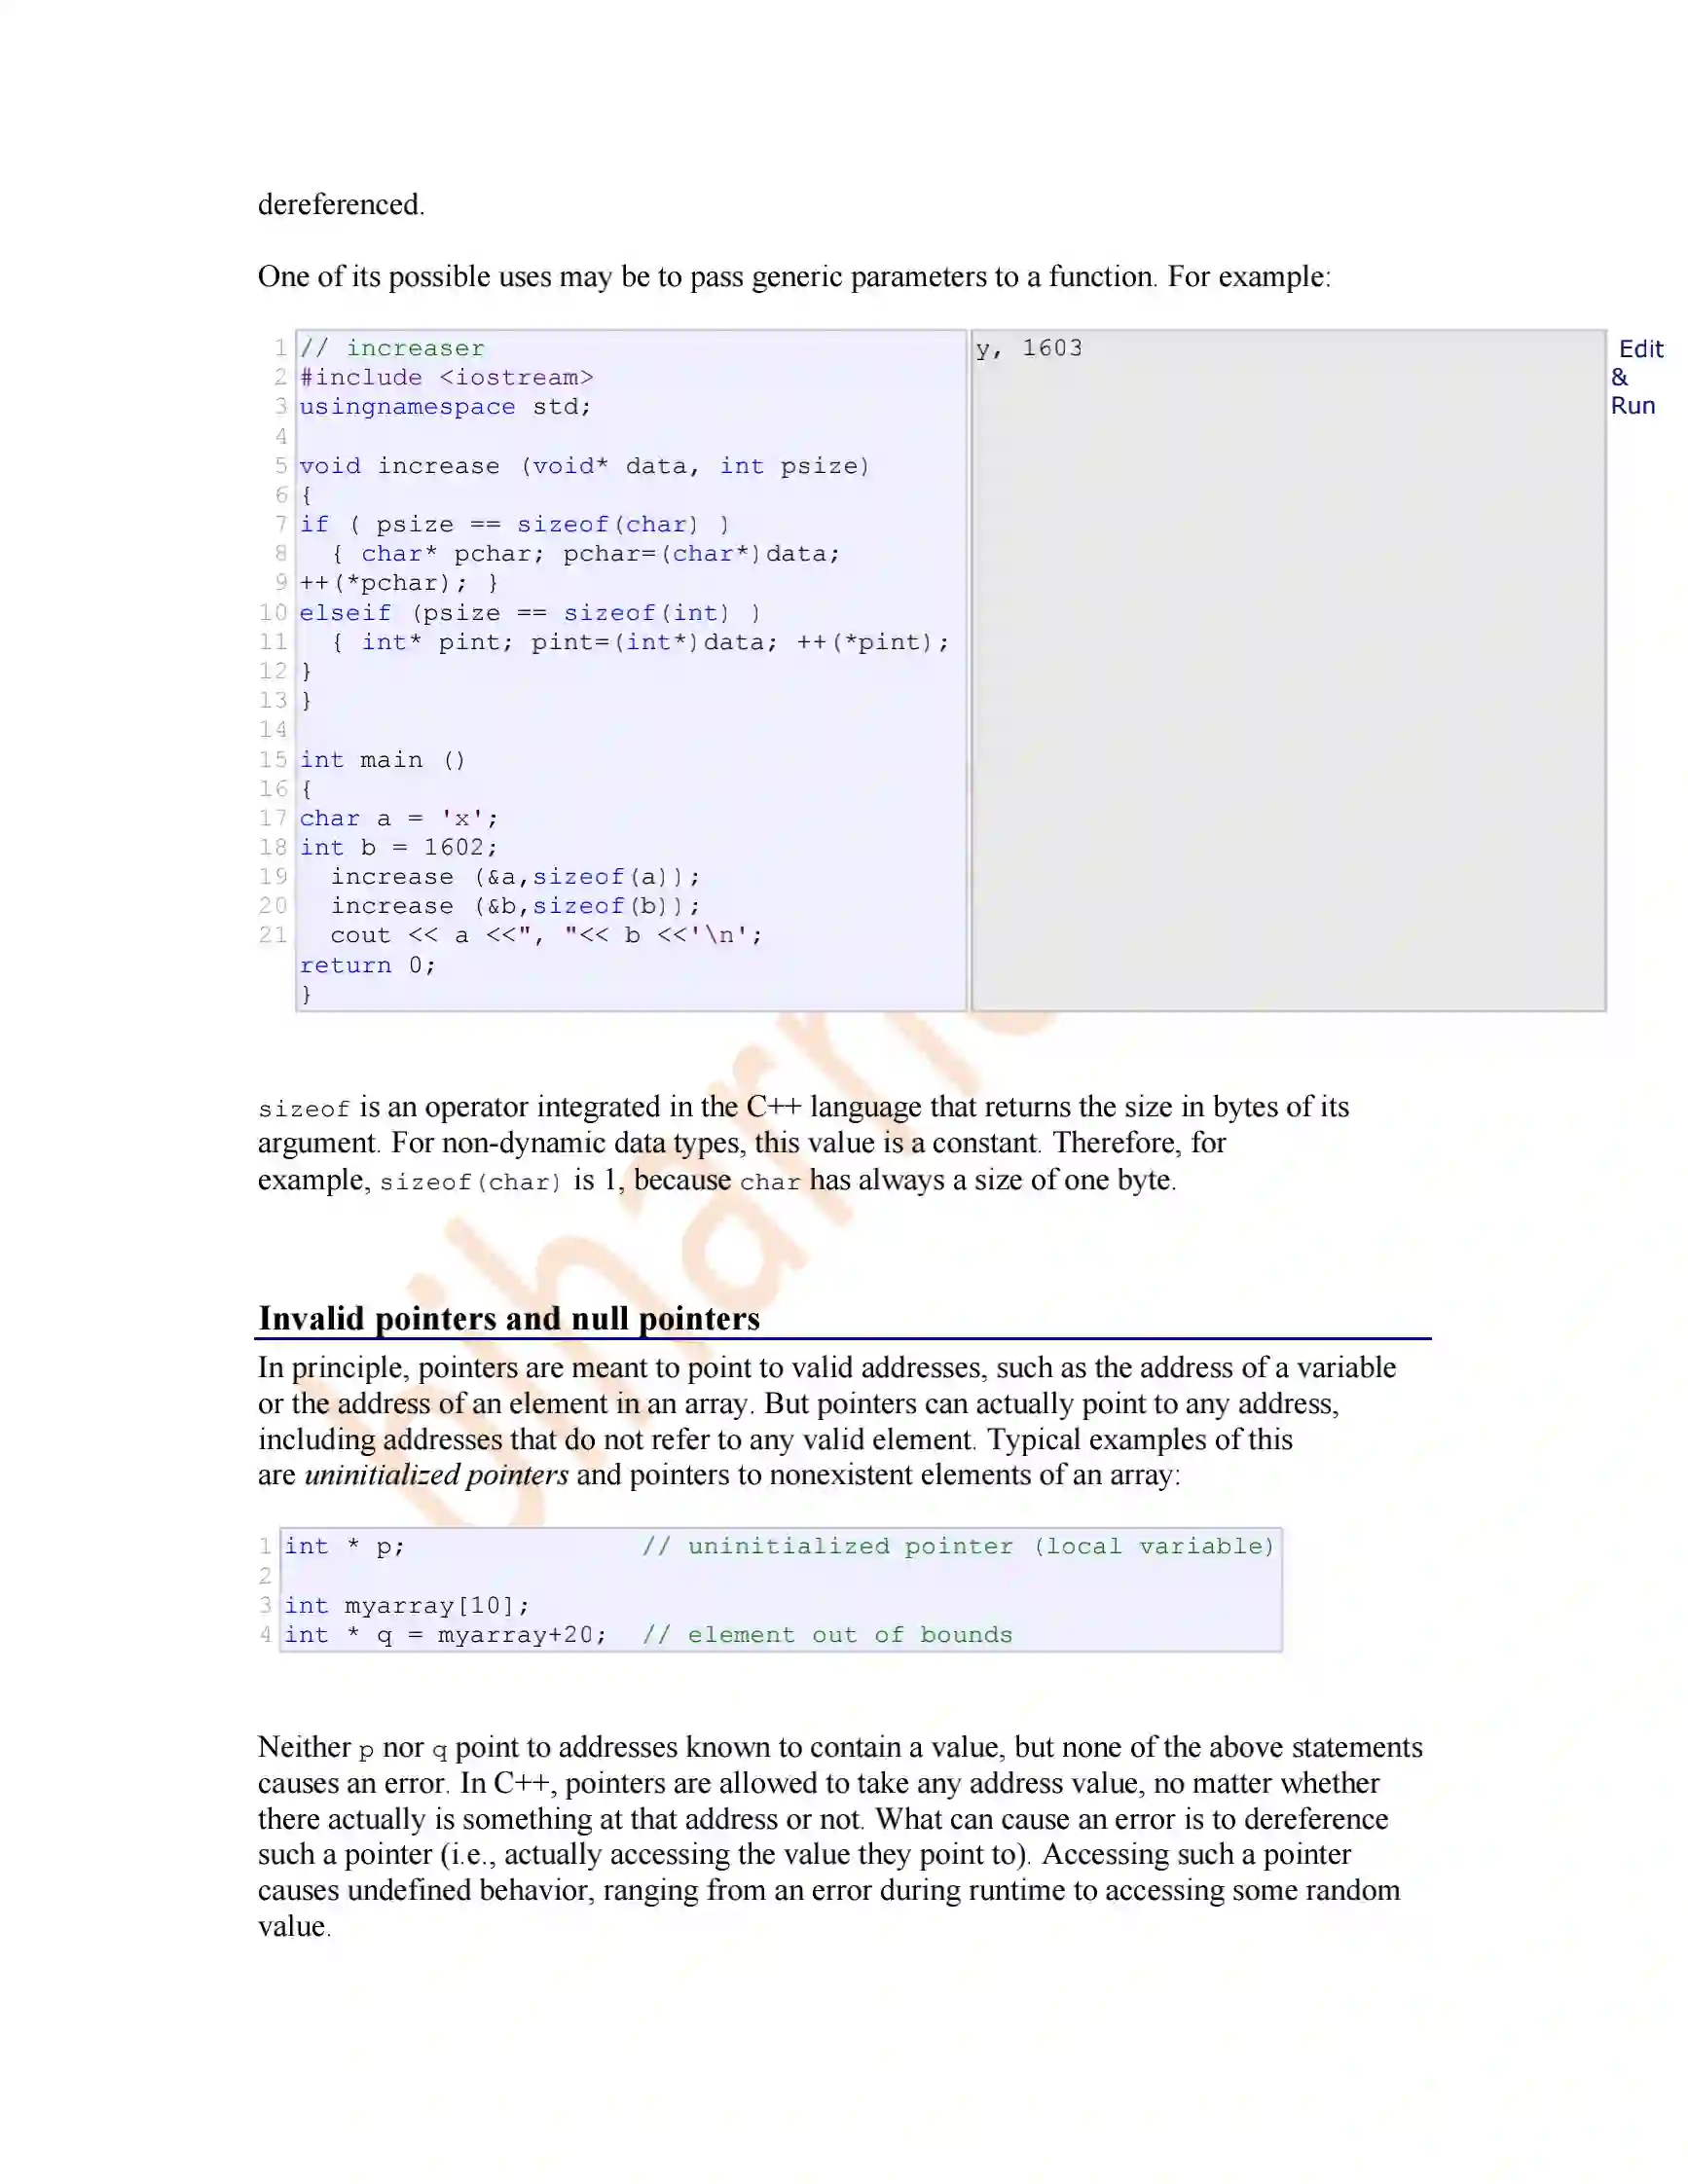 dereferenced.
One of its possible uses may be to pass generic parameters to a function. For example:
1 // increaser
2 #include <iostream>
3 usingnamespace std;
4
5 void increase (void* data, int psize)
6 {
7 if ( psize == sizeof(char) )
8 { char* pchar; pchar=(char*)data;
9 ++(*pchar); }
10 elseif (psize == sizeof(int) )
11 { int* pint; pint=(int*)data; ++(*pint);
12 }
13 }
14
15 int main ()
16 {
17 char a = 'x';
18 int b = 1602;
19 increase (&a,sizeof(a));
20 increase (&b,sizeof(b));
21 cout << a <<", "<< b <<'\n';
return 0;
}
y, 1603
Edit
&
Run
sizeof is an operator integrated in the C++ language that returns the size in bytes of its
argument. For non-dynamic data types, this value is a constant. Therefore, for
example, sizeof(char) is 1, because char has always a size of one byte.
Invalid pointers and null pointers
In principle, pointers are meant to point to valid addresses, such as the address of a variable
or the address of an element in an array. But pointers can actually point to any address,
including addresses that do not refer to any valid element. Typical examples of this
are uninitialized pointers and pointers to nonexistent elements of an array:
1 int * p; // uninitialized pointer (local variable)
2
3 int myarray[10];
4 int * q = myarray+20; // element out of bounds
Neither p nor q point to addresses known to contain a value, but none of the above statements
causes an error. In C++, pointers are allowed to take any address value, no matter whether
there actually is something at that address or not. What can cause an error is to dereference
such a pointer (i.e., actually accessing the value they point to). Accessing such a pointer
causes undefined behavior, ranging from an error during runtime to accessing some random
value.